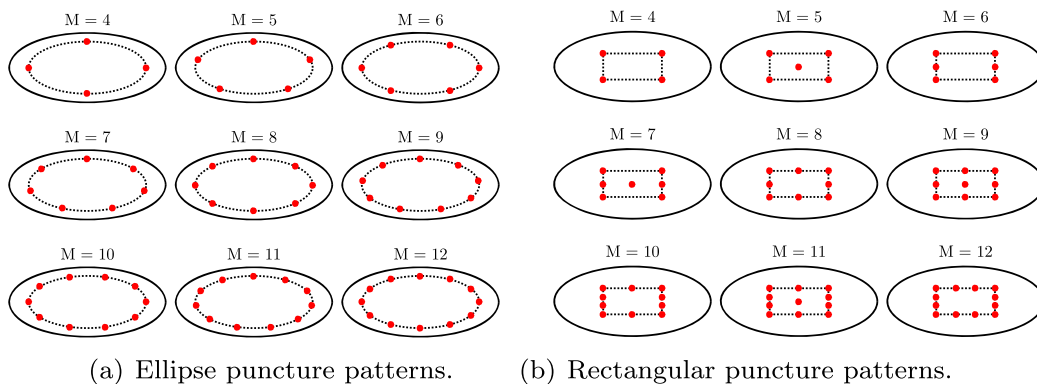 M = 4 M = 5 M = 6 M = 4 M = 5 M = 6
M = 7 M = 8 M = 9 M = 7 M = 8 M = 9
M = 10 M = 11 M = 12 M = 10 M = 11 M = 12
(a) Ellipse puncture patterns. (b) Rectangular puncture patterns.